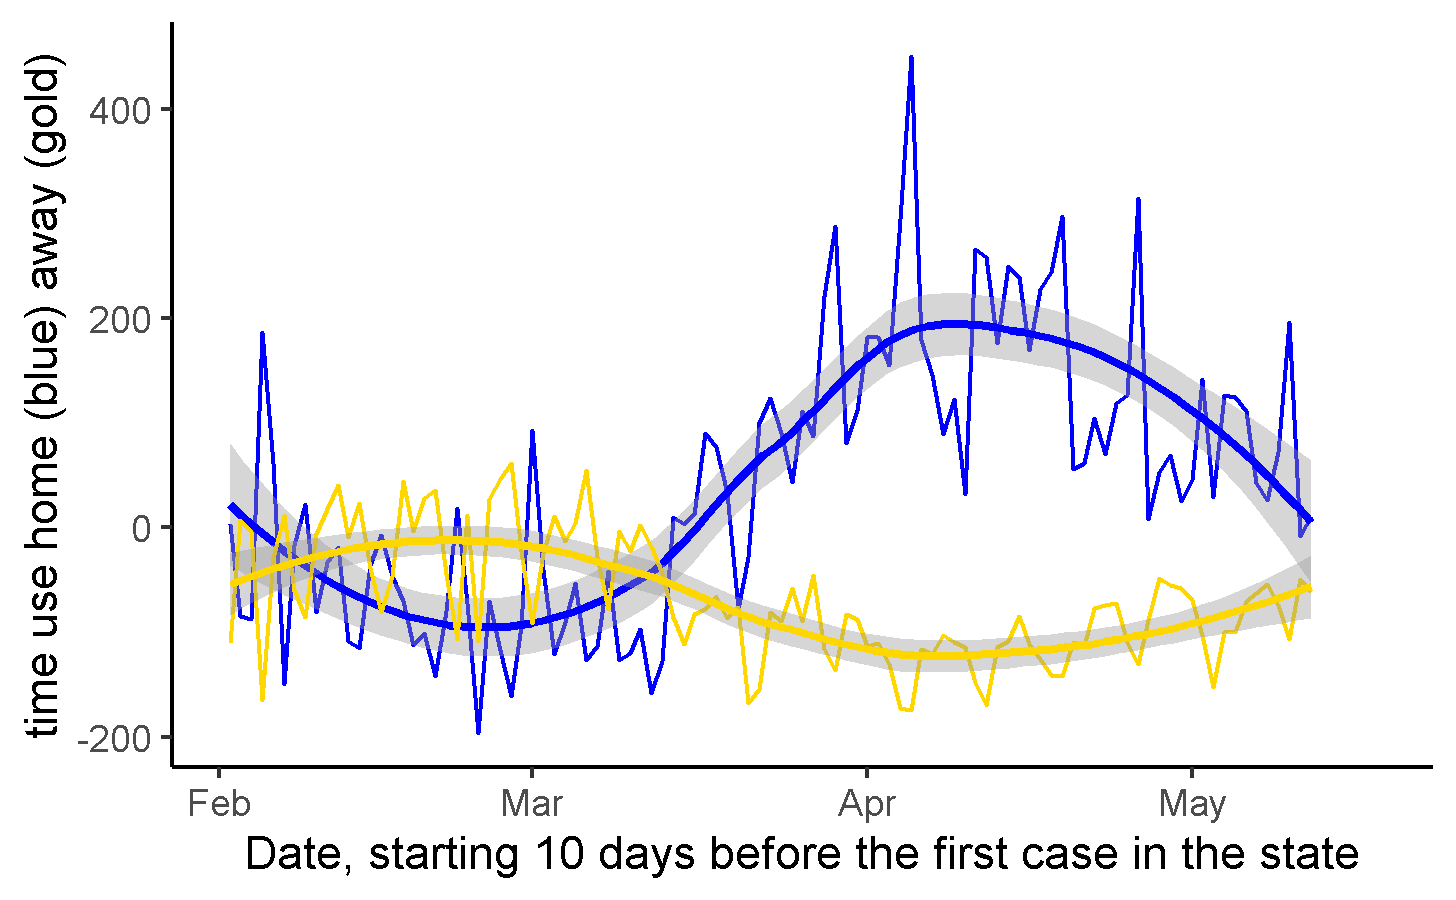 time use home (blue) away (gold)
400
200
0
-200
Feb Mar Apr May
Date, starting 10 days before the first case in the state